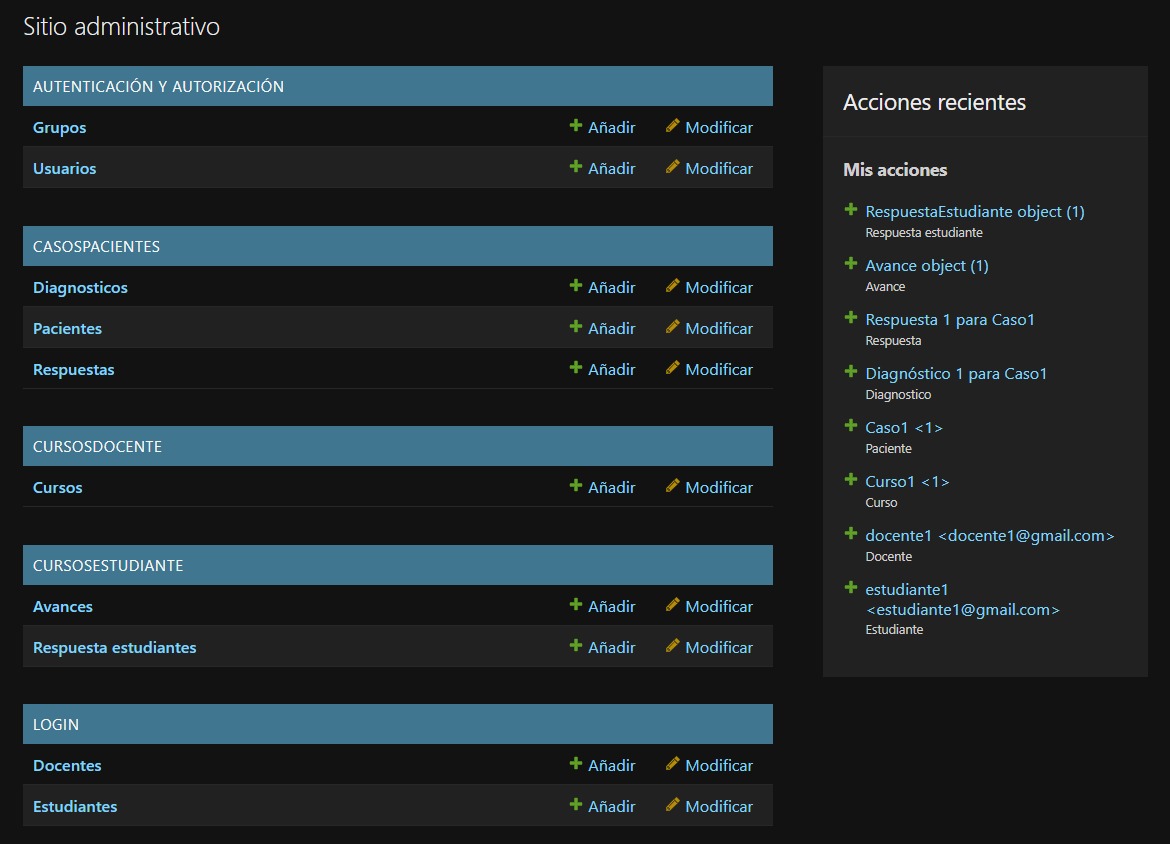 Sitio administrativo
AUTENTICACIÓN Y AUTORIZACIÓN
Grupos Añadir Modificar
Usuarios Añadir Modificar
CASOSPACIENTES
Diagnosticos Añadir Modificar
Pacientes Añadir Modificar
Respuestas Añadir Modificar
CURSOSDOCENTE
Cursos Añadir Modificar
CURSOSESTUDIANTE
Avances Añadir Modificar
Respuesta estudiantes Añadir Modificar
LOGIN
Docentes Añadir Modificar
Estudiantes Añadir Modificar
Acciones recientes
Mis acciones
RespuestaEstudiante object (1)
Respuesta estudiante
Avance object (1)
Avance
Respuesta 1 para Caso1
Respuesta
Diagnóstico 1 para Caso1
Diagnostico
Caso1 <1>
Paciente
Curso1 <1>
Curso
docente1 <docente1@gmail.com>
Docente
estudiante1
<estudiante1@gmail.com>
Estudiante